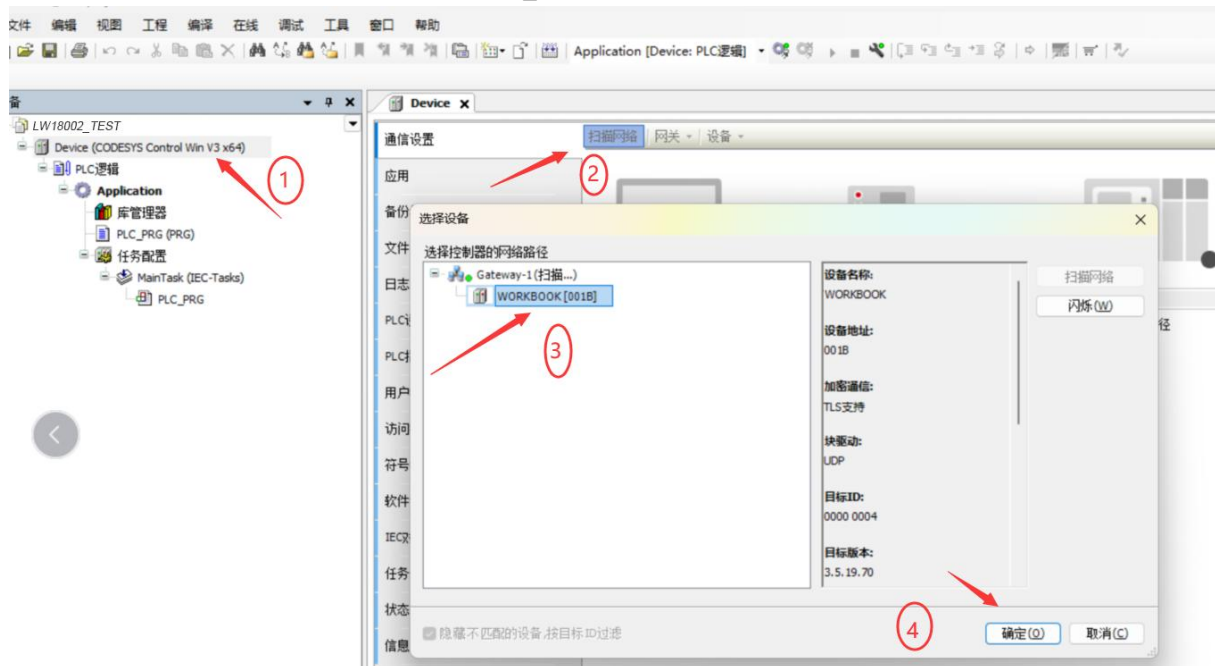 文件 编辑 视图 工程 编译 在线 调试 工具 窗口 帮助
Application [Device: PLC逻辑]
备
LW18002_TEST
Device (CODESYS Control Win V3 x64)
PLC逻辑
Application
库管理器
PLC_PRG (PRG)
任务配置
MainTask (IEC-Tasks)
PLC_PRG
1
Device
通信设置
扫描网络 网关 设备
2
应用
备份
文件
日志
PLC
PLC
用户
访问
符号
软件
IEC
任务
状态
信息
径
选择设备
选择控制器的网络路径
Gateway-1(扫描...)
WORKBOOK [001B]
3
设备名称:
WORKBOOK
设备地址:
001B
加密通信:
TLS支持
块驱动:
UDP
目标ID:
0000 0004
目标版本:
3.5.19.70
扫描网络
闪烁(W)
隐藏不匹配的设备,按目标ID过滤
4
确定(O) 取消(C)